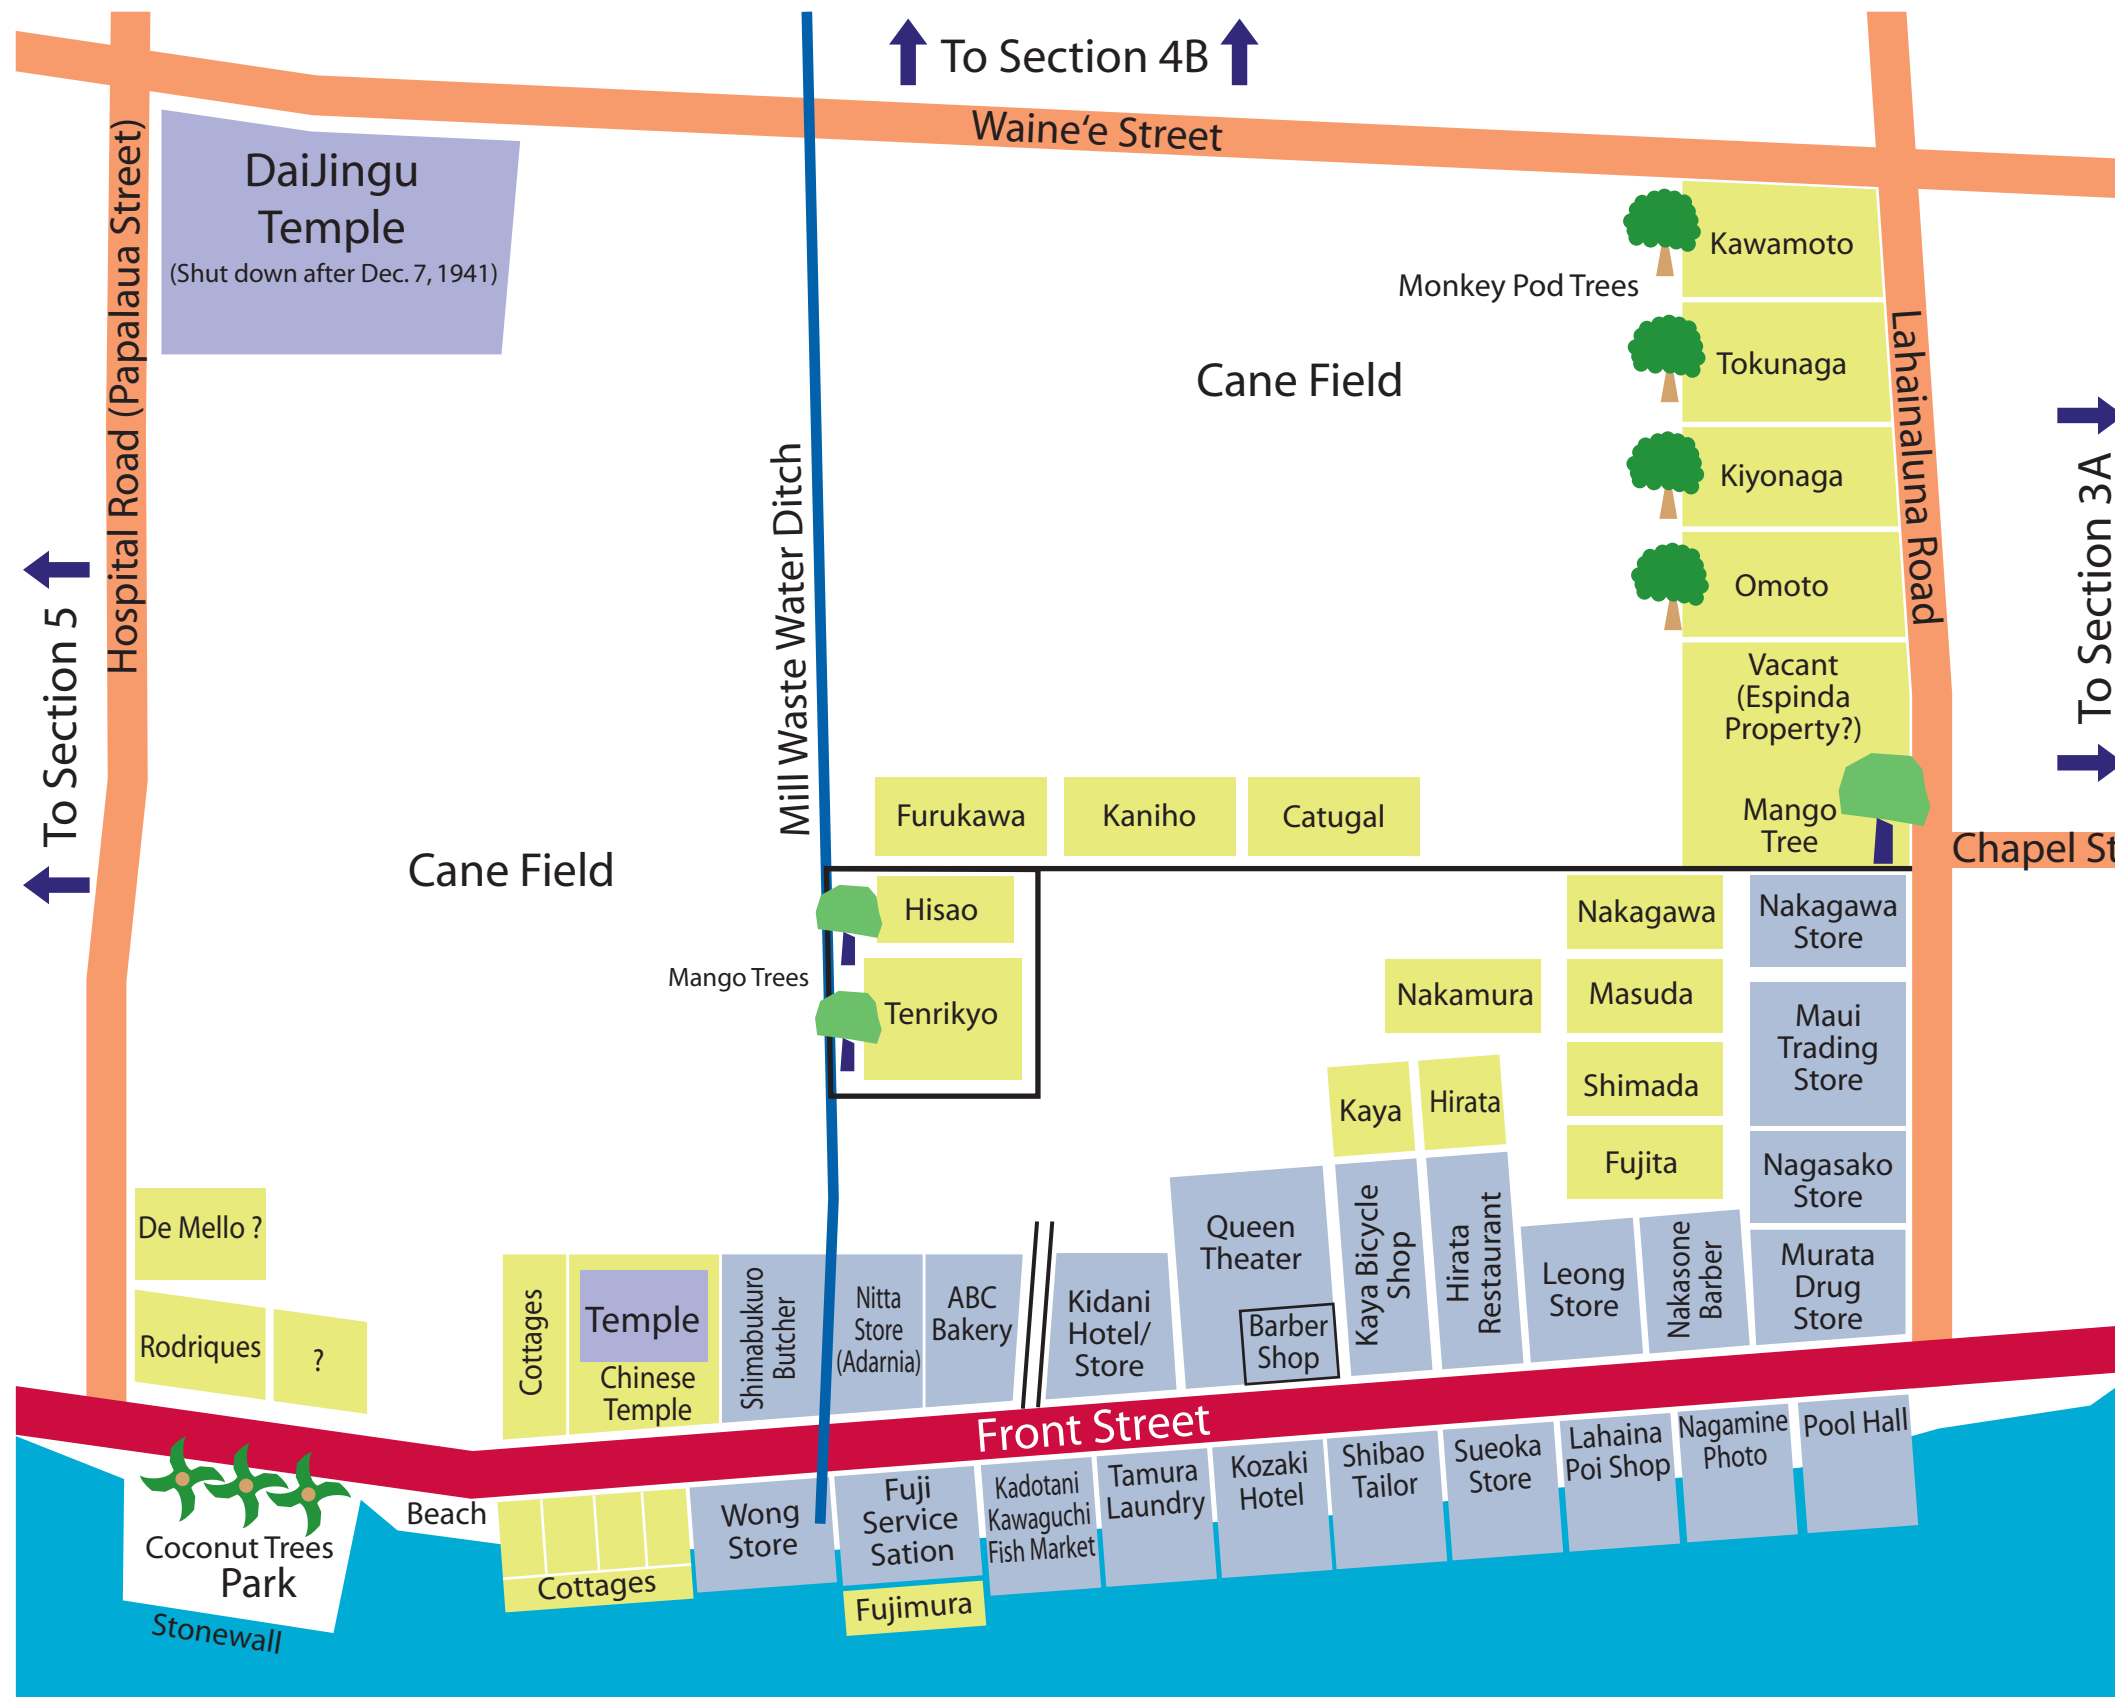 To Section 4B
Waine‘e Street
Hospital Road (Papalaua Street)
DaiJingu
Temple
(Shut down after Dec. 7, 1941)
Kawamoto
Monkey Pod Trees
Tokunaga
Cane Field
Lahainaluna Road
Kiyonaga
Omoto
To Section 3A
To Section 5
Mill Waste Water Ditch
Vacant
(Espinda
Property?)
Mango
Tree
Chapel St
Furukawa
Kaniho
Catugal
Cane Field
Hisao
Mango Trees
Tenrikyo
Nakagawa
Nakagawa
Store
Nakamura
Masuda
Maui
Trading
Store
Kaya
Hirata
Shimada
Fujita
Nagasako
Store
De Mello ?
Rodriques
?
Cottages
Temple
Chinese
Temple
Shimabukuro
Butcher
Nitta
Store
(Adarnia)
ABC
Bakery
Kidani
Hotel/
Store
Queen
Theater
Barber
Shop
Kaya Bicycle
Shop
Hirata
Restaurant
Leong
Store
Nakasone
Barber
Murata
Drug
Store
Front Street
Beach
Coconut Trees
Park
Stonewall
Cottages
Wong
Store
Fuji
Service
Sation
Fujimura
Kadotani
Kawaguchi
Fish Market
Tamura
Laundry
Kozaki
Hotel
Shibao
Tailor
Sueoka
Store
Lahaina
Poi Shop
Nagamine
Photo
Pool Hall